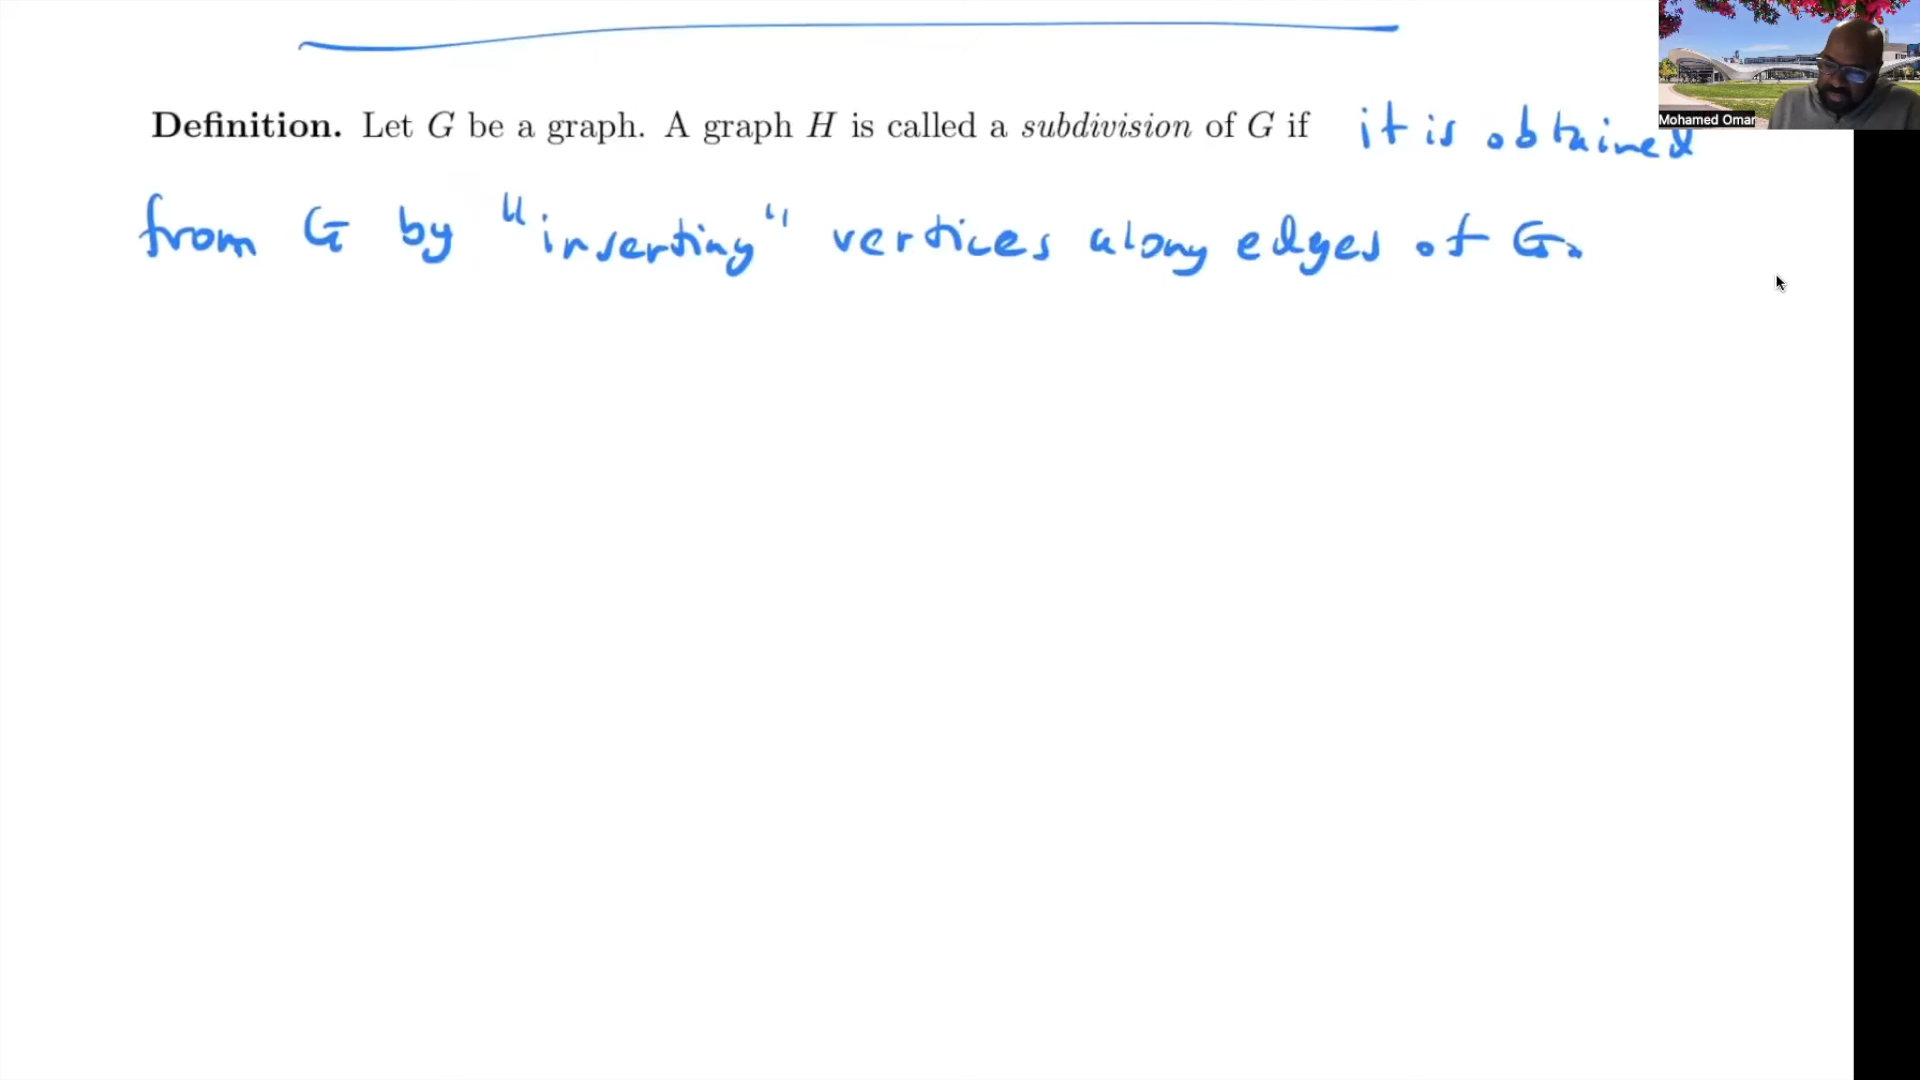 Definition. Let G be a graph. A graph H is called a subdivision of G if it is obtained
from G by "inserting" vertices along edges of G.
Mohamed Omar